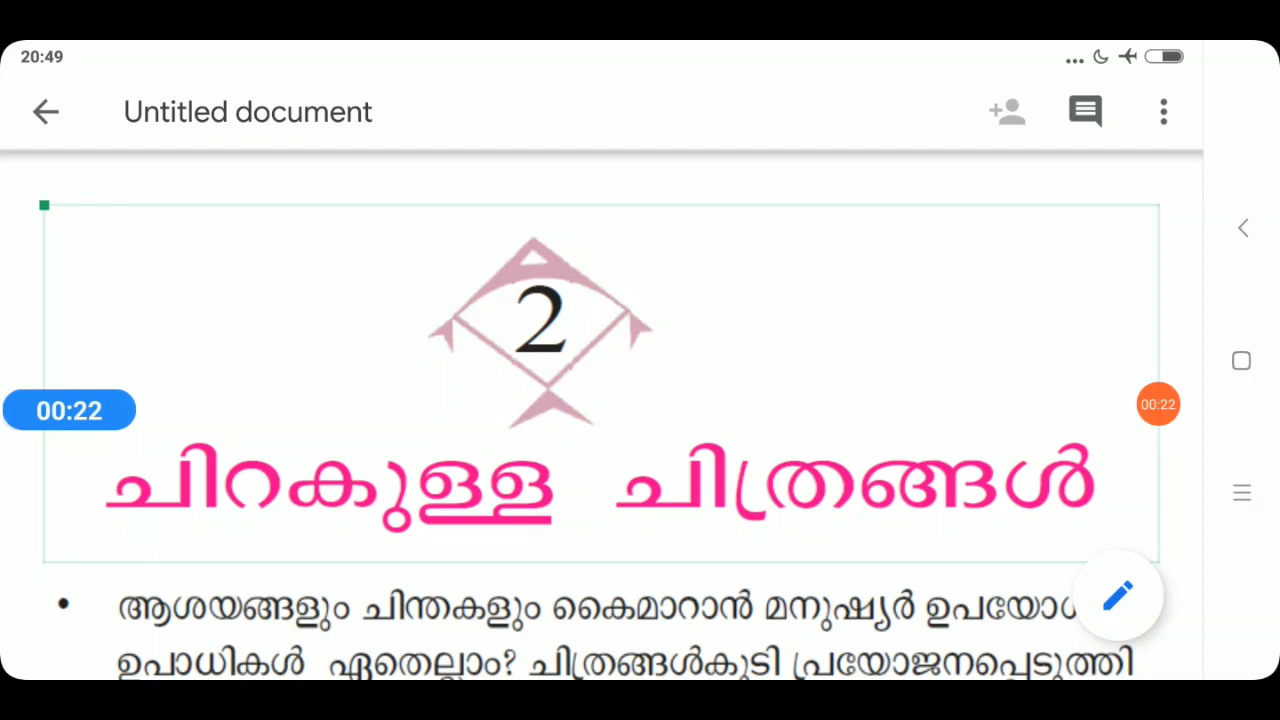 20:49
Untitled document
2
00:22
00:22
ചിറകുള്ള ചിത്രങ്ങൾ
• ആശയങ്ങളും ചിന്തകളും കൈമാറാൻ മനുഷ്യർ
ഉപാധികൾ ഏതെല്ലാം? ചിത്രങ്ങൾകൂടി പ്രയോജനപ്പെടുത്തി